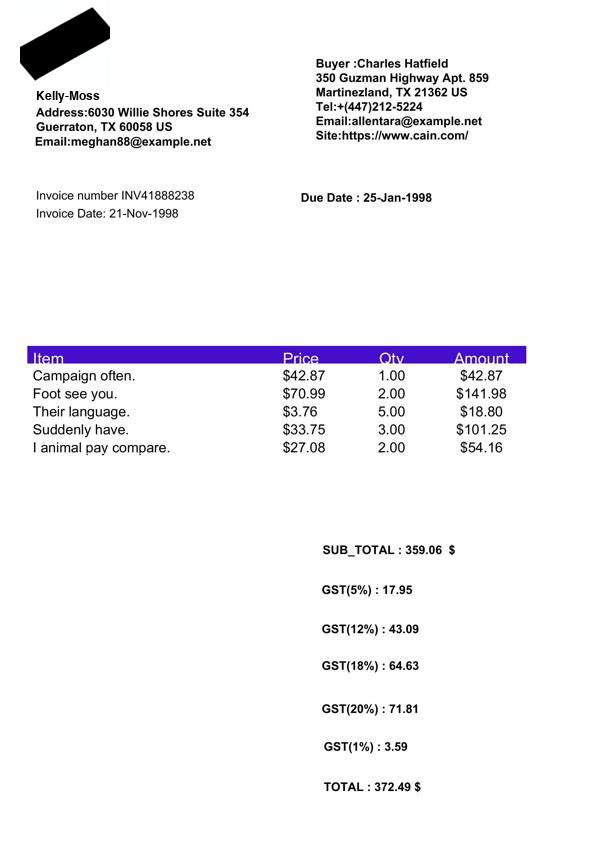 Kelly-Moss
Address:6030 Willie Shores Suite 354
Guerraton, TX 60058 US
Email:meghan88@example.net
Buyer :Charles Hatfield
350 Guzman Highway Apt. 859
Martinezland, TX 21362 US
Tel:+(447)212-5224
Email:allentara@example.net
Site:https://www.cain.com/
Invoice number INV41888238
Invoice Date: 21-Nov-1998
Due Date : 25-Jan-1998
Item Price Qty Amount
Campaign often. $42.87 1.00 $42.87
Foot see you. $70.99 2.00 $141.98
Their language. $3.76 5.00 $18.80
Suddenly have. $33.75 3.00 $101.25
I animal pay compare. $27.08 2.00 $54.16
SUB_TOTAL : 359.06 $
GST(5%) : 17.95
GST(12%) : 43.09
GST(18%) : 64.63
GST(20%) : 71.81
GST(1%) : 3.59
TOTAL : 372.49 $